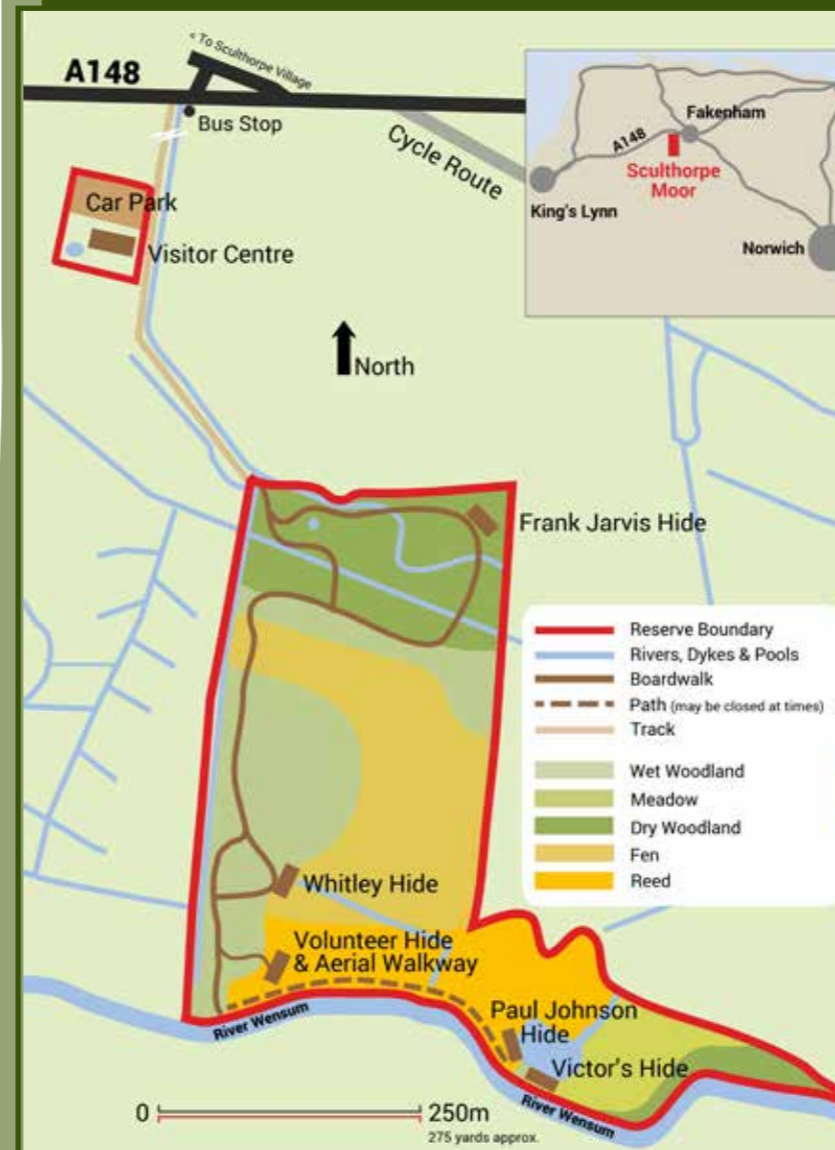 < To Sculthorpe Village
A148
Bus Stop
Cycle Route
Fakenham
A148
Sculthorpe
Moor
King's Lynn
Norwich
Car Park
Visitor Centre
North
Frank Jarvis Hide
Reserve Boundary
Rivers, Dykes & Pools
Boardwalk
Path (may be closed at times)
Track
Wet Woodland
Meadow
Dry Woodland
Fen
Reed
Whitley Hide
Volunteer Hide
& Aerial Walkway
Paul Johnson
Hide
River Wensum
Victor's Hide
River Wensum
0
250m
275 yards approx.